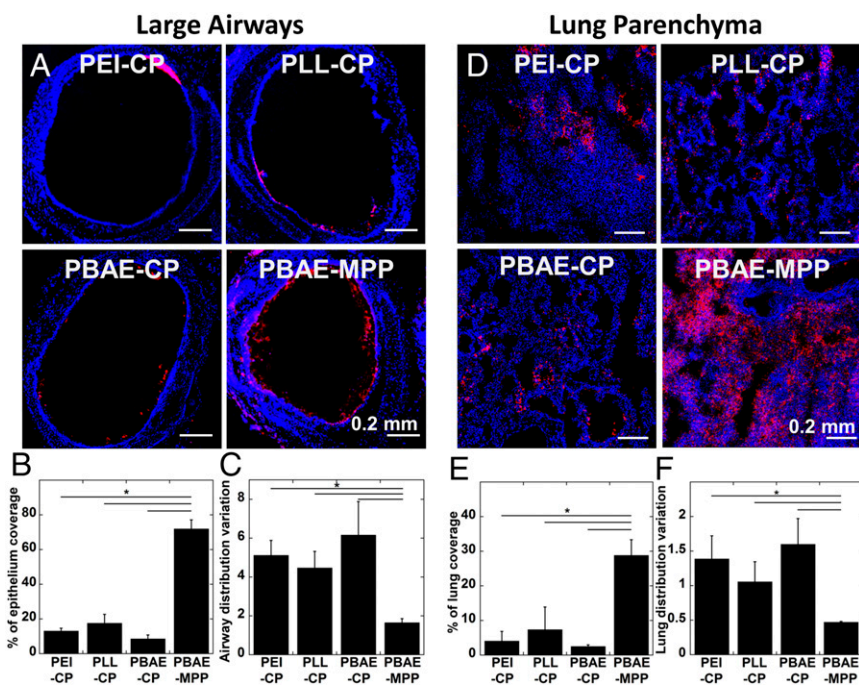 Large Airways
Lung Parenchyma
A
PEI-CP
PLL-CP
PBAE-CP
PBAE-MPP
0.2 mm
D
PEI-CP
PLL-CP
PBAE-CP
PBAE-MPP
0.2 mm
B
% of epithelium coverage
100
80
60
40
20
0
*
PEI
-CP
PLL
-CP
PBAE
-CP
PBAE
-MPP
C
Airway distribution variation
8
6
4
2
0
*
PEI
-CP
PLL
-CP
PBAE
-CP
PBAE
-MPP
E
% of lung coverage
50
40
30
20
10
0
*
PEI
-CP
PLL
-CP
PBAE
-CP
PBAE
-MPP
F
Lung distribution variation
2
1.5
1
0.5
0
*
PEI
-CP
PLL
-CP
PBAE
-CP
PBAE
-MPP